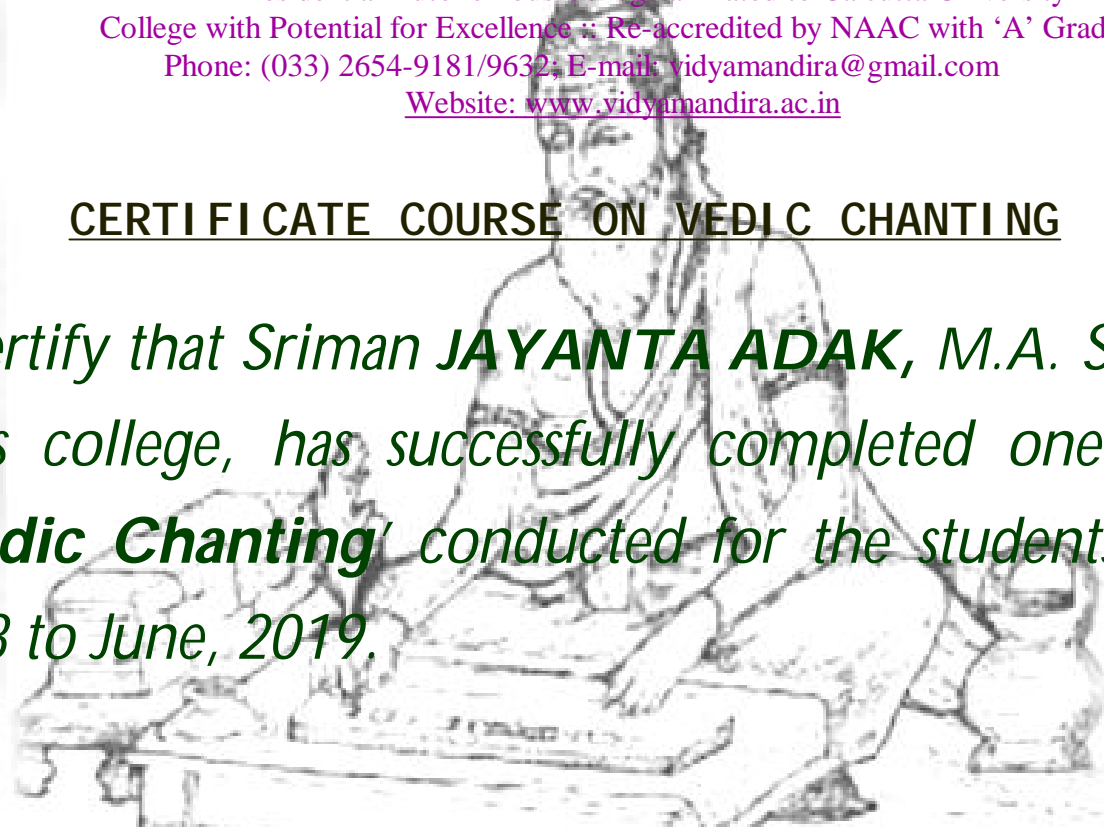 College with Potential for Excellence :: Re-accredited by NAAC with ‘A’ Grad
Phone: (033) 2654-9181/9632; E-mail: vidyamandira@gmail.com
Website: www.vidyamandira.ac.in
CERTIFICATE COURSE ON VEDIC CHANTING
ertify that Sriman JAYANTA ADAK, M.A. S
s college, has successfully completed one
dic Chanting’ conducted for the students
3 to June, 2019.